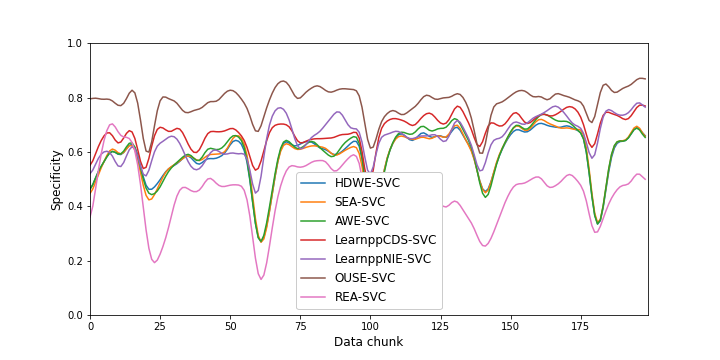 1.0
0.8
0.6
0.4
0.2
0.0
Specificity
HDWE-SVC
SEA-SVC
AWE-SVC
LearnppCDS-SVC
LearnppNIE-SVC
OUSE-SVC
REA-SVC
0 25 50 75 100 125 150 175
Data chunk